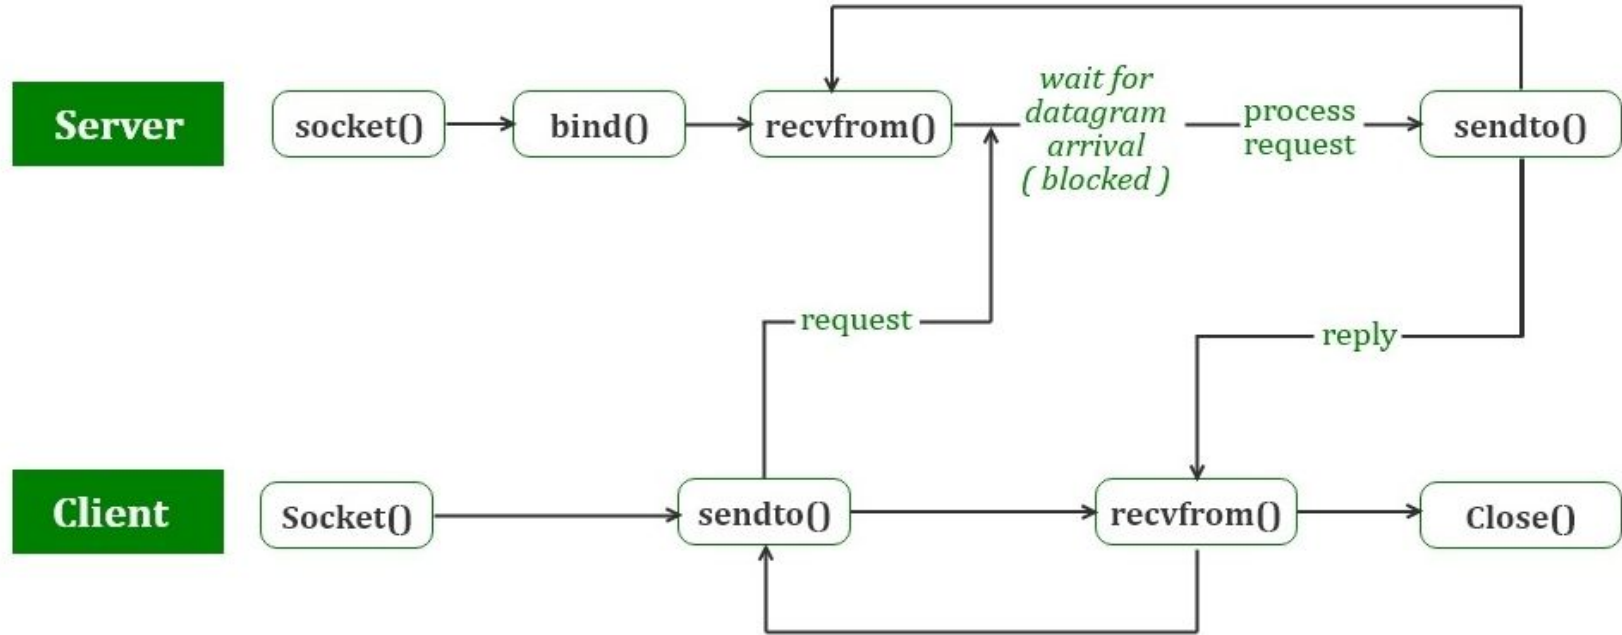 Server
socket()
bind()
recvfrom()
wait for
datagram
arrival
( blocked )
process
request
sendto()
request
reply
Client
Socket()
sendto()
recvfrom()
Close()